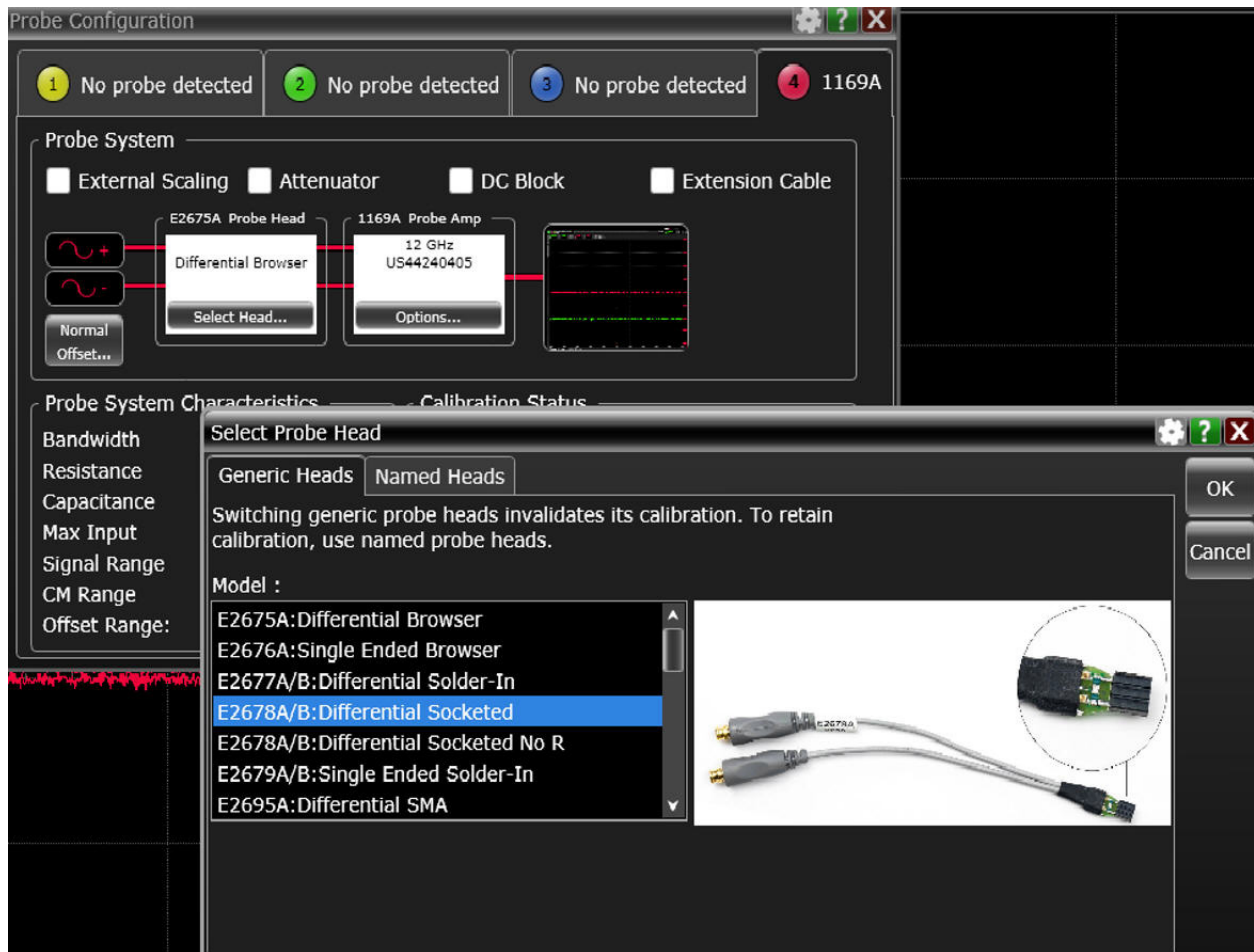 Probe Configuration
?
X
1 No probe detected
2 No probe detected
3 No probe detected
4 1169A
Probe System
External Scaling
Attenuator
DC Block
Extension Cable
E2675A Probe Head
1169A Probe Amp
+
-
Differential Browser
12 GHz
US44240405
Select Head...
Options...
Normal
Offset...
Probe System Characteristics
Calibration Status
Bandwidth
Resistance
Capacitance
Max Input
Signal Range
CM Range
Offset Range:
Select Probe Head
?
X
Generic Heads
Named Heads
OK
Cancel
Switching generic probe heads invalidates its calibration. To retain
calibration, use named probe heads.
Model :
E2675A:Differential Browser
E2676A:Single Ended Browser
E2677A/B:Differential Solder-In
E2678A/B:Differential Socketed
E2678A/B:Differential Socketed No R
E2679A/B:Single Ended Solder-In
E2695A:Differential SMA
E2678A